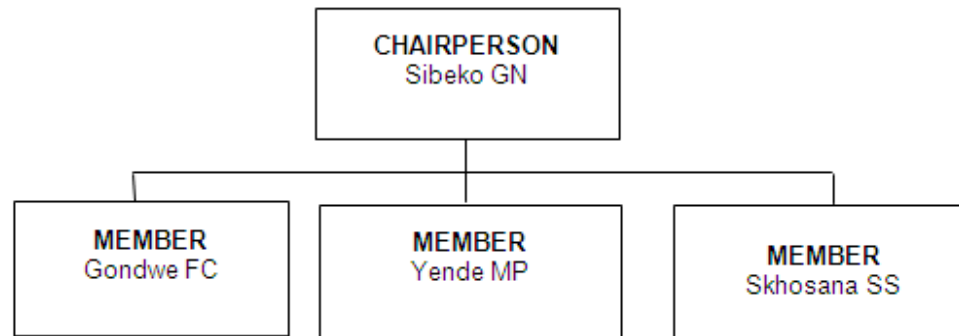 CHAIRPERSON
Sibeko GN
MEMBER
Gondwe FC
MEMBER
Yende MP
MEMBER
Skhosana SS